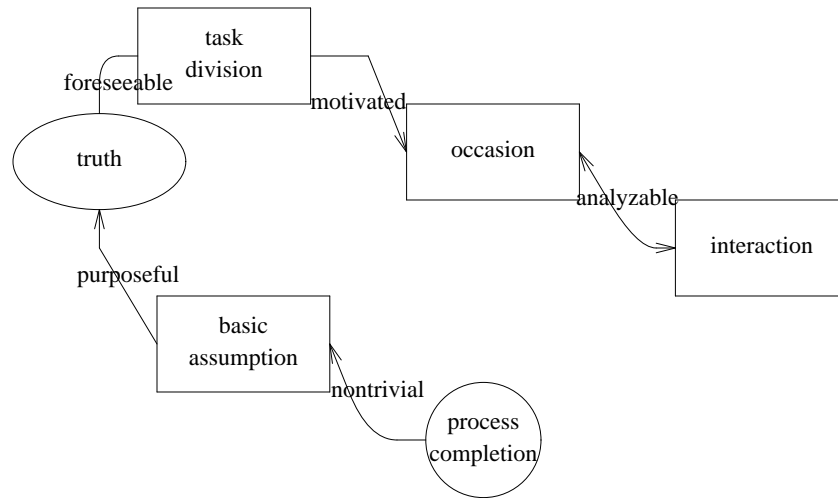 task
division
foreseeable
motivated
truth
occasion
analyzable
interaction
purposeful
basic
assumption
nontrivial
process
completion